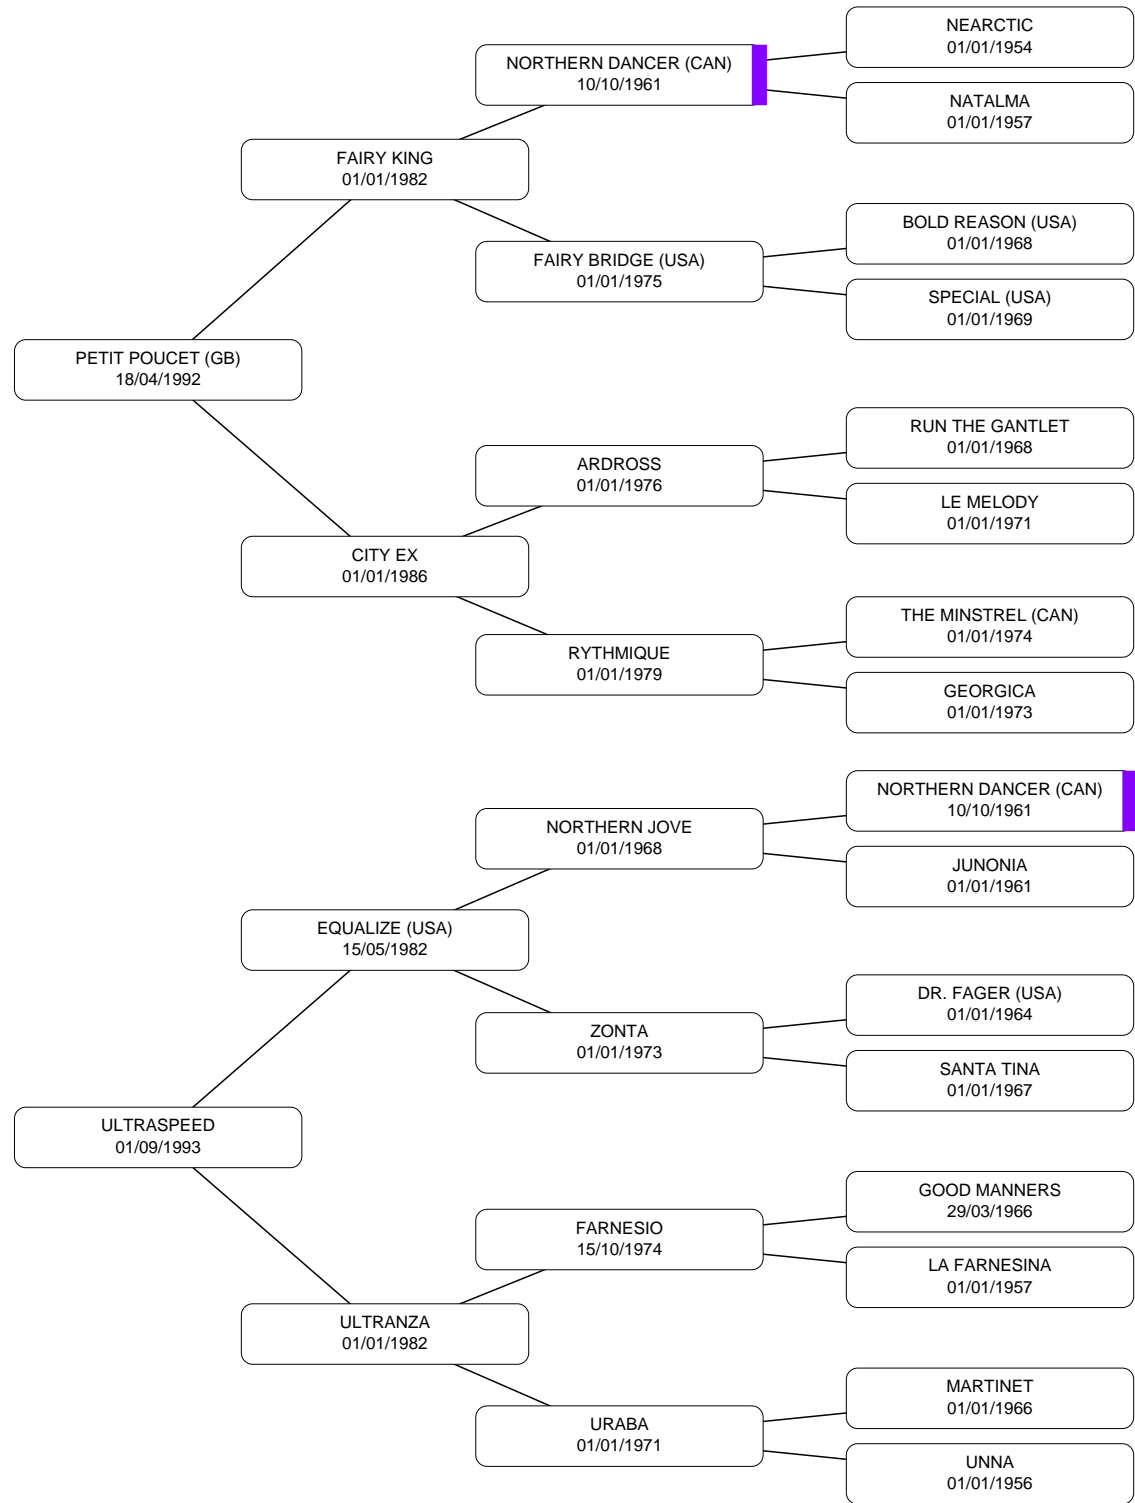 NEARCTIC
01/01/1954
NORTHERN DANCER (CAN)
10/10/1961
NATALMA
01/01/1957
FAIRY KING
01/01/1982
BOLD REASON (USA)
01/01/1968
FAIRY BRIDGE (USA)
01/01/1975
SPECIAL (USA)
01/01/1969
PETIT POUCET (GB)
18/04/1992
RUN THE GANTLET
01/01/1968
ARDROSS
01/01/1976
LE MELODY
01/01/1971
CITY EX
01/01/1986
THE MINSTREL (CAN)
01/01/1974
RYTHMIQUE
01/01/1979
GEORGICA
01/01/1973
NORTHERN DANCER (CAN)
10/10/1961
NORTHERN JOVE
01/01/1968
JUNONIA
01/01/1961
EQUALIZE (USA)
15/05/1982
DR. FAGER (USA)
01/01/1964
ZONTA
01/01/1973
SANTA TINA
01/01/1967
ULTRASPEED
01/09/1993
GOOD MANNERS
29/03/1966
FARNESIO
15/10/1974
LA FARNESINA
01/01/1957
ULTRANZA
01/01/1982
MARTINET
01/01/1966
URABA
01/01/1971
UNNA
01/01/1956